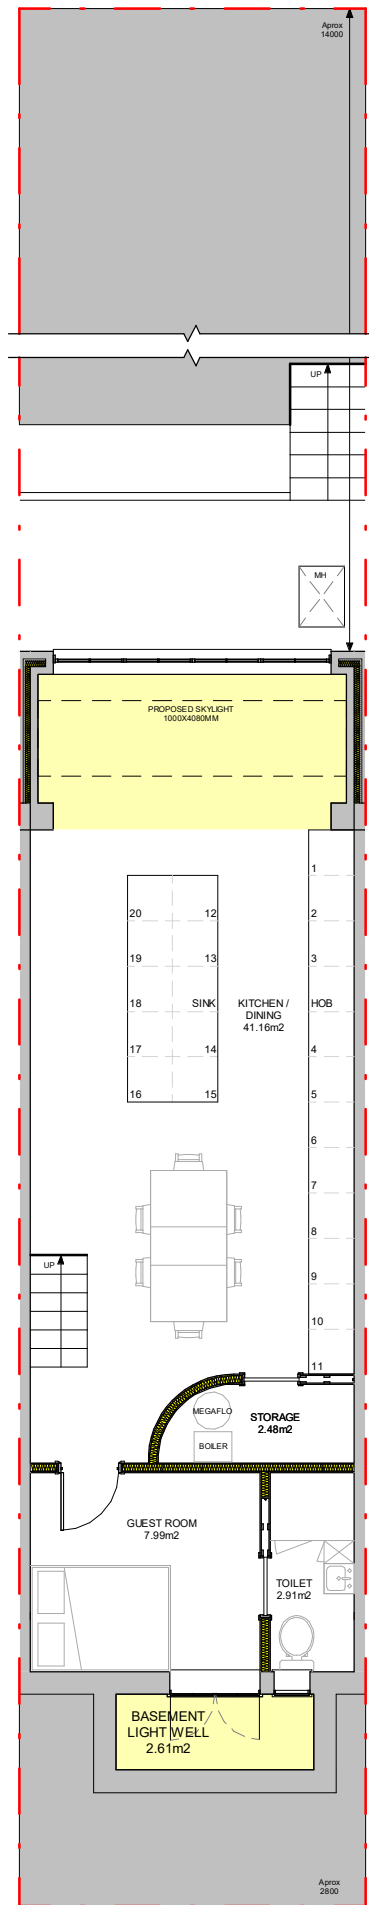 Aprox
14000
UP
MH
PROPOSED SKYLIGHT
1000X4080MM
1
20 12 2
19 13 3
18 SINK KITCHEN / HOB
DINING
41.16m2
17 14 4
16 15 5
6
7
8
UP
9
10
11
MEGAFLO
STORAGE
2.48m2
BOILER
GUEST ROOM
7.99m2
TOILET
2.91m2
BASEMENT
LIGHT WELL
2.61m2
Aprox
2800